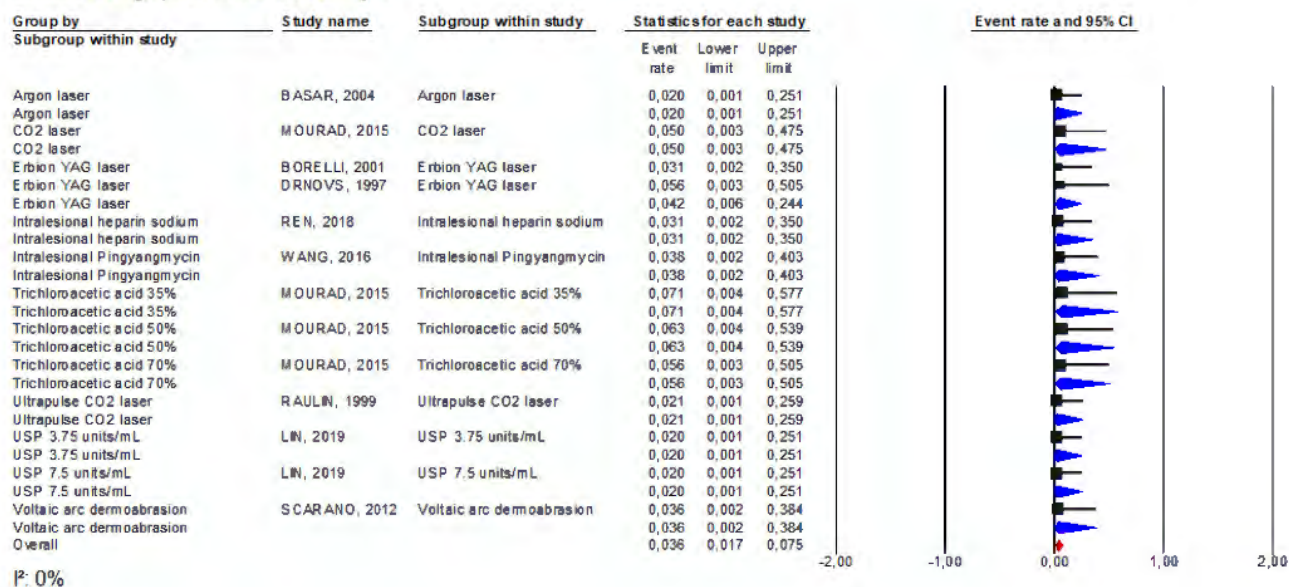 Group by Study name Subgroup within study Statistics for each study Event rate and 95% CI
Subgroup within study
Event Lower Upper
rate limit limit
Argon laser BASAR, 2004 Argon laser 0,020 0,001 0,251
Argon laser 0,020 0,001 0,251
CO2 laser MOURAD, 2015 CO2 laser 0,050 0,003 0,475
CO2 laser 0,050 0,003 0,475
Erbion YAG laser BORELLI, 2001 Erbion YAG laser 0,031 0,002 0,350
Erbion YAG laser DRNOVS, 1997 Erbion YAG laser 0,056 0,003 0,505
Erbion YAG laser 0,042 0,006 0,244
Intralesional heparin sodium REN, 2018 Intralesional heparin sodium 0,031 0,002 0,350
Intralesional heparin sodium 0,031 0,002 0,350
Intralesional Pingyangmycin WANG, 2016 Intralesional Pingyangmycin 0,038 0,002 0,403
Intralesional Pingyangmycin 0,038 0,002 0,403
Trichloroacetic acid 35% MOURAD, 2015 Trichloroacetic acid 35% 0,071 0,004 0,577
Trichloroacetic acid 35% 0,071 0,004 0,577
Trichloroacetic acid 50% MOURAD, 2015 Trichloroacetic acid 50% 0,063 0,004 0,539
Trichloroacetic acid 50% 0,063 0,004 0,539
Trichloroacetic acid 70% MOURAD, 2015 Trichloroacetic acid 70% 0,056 0,003 0,505
Trichloroacetic acid 70% 0,056 0,003 0,505
Ultrapulse CO2 laser RAULIN, 1999 Ultrapulse CO2 laser 0,021 0,001 0,259
Ultrapulse CO2 laser 0,021 0,001 0,259
USP 3.75 units/mL LIN, 2019 USP 3.75 units/mL 0,020 0,001 0,251
USP 3.75 units/mL 0,020 0,001 0,251
USP 7.5 units/mL LIN, 2019 USP 7.5 units/mL 0,020 0,001 0,251
USP 7.5 units/mL 0,020 0,001 0,251
Voltaic arc dermoabrasion SCARANO, 2012 Voltaic arc dermoabrasion 0,036 0,002 0,384
Voltaic arc dermoabrasion 0,036 0,002 0,384
Overall 0,036 0,017 0,075
-2,00 -1,00 0,00 1,00 2,00
I²: 0%